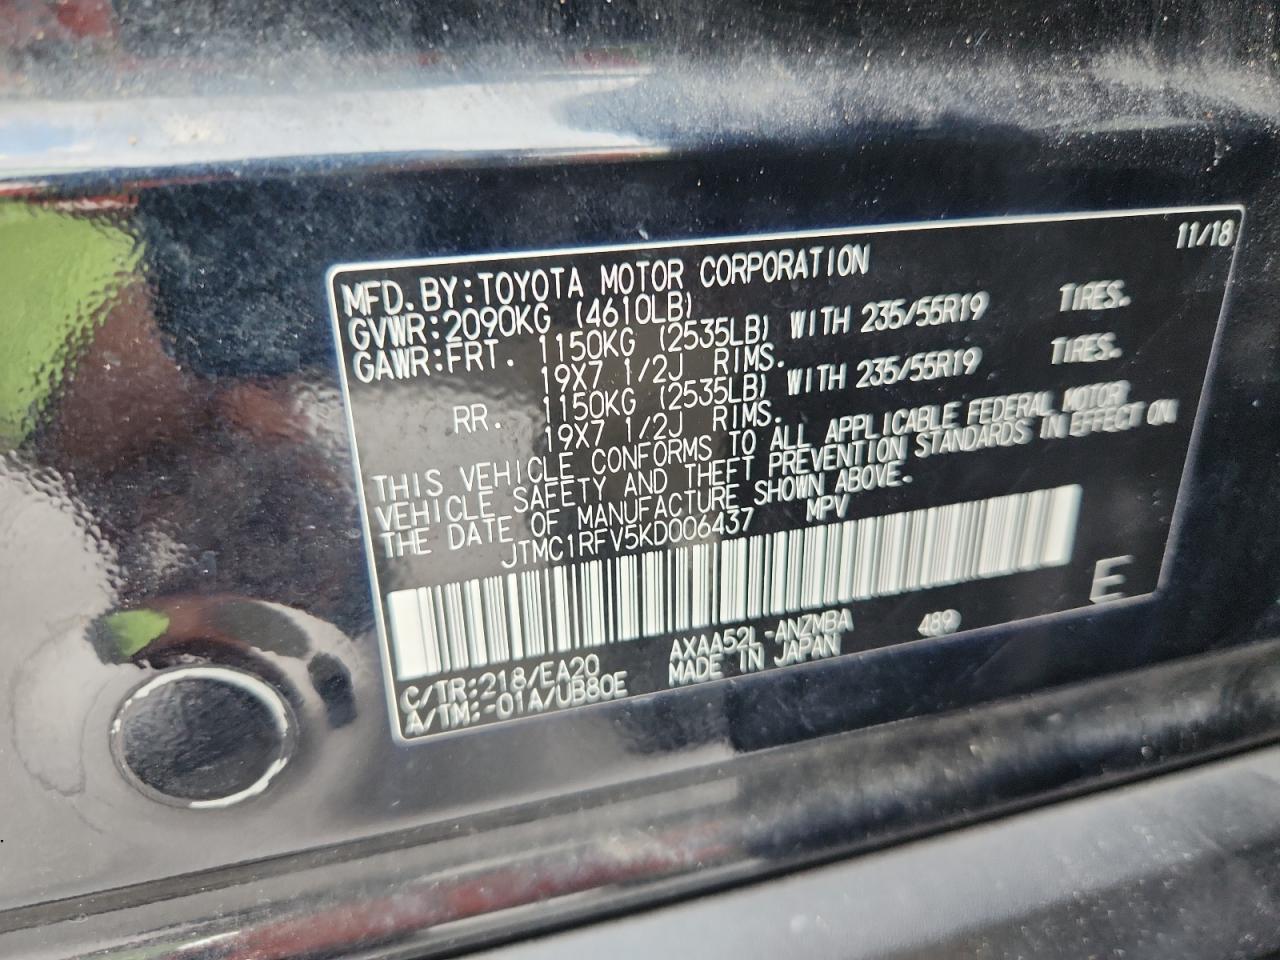 11/18
MFD.BY:TOYOTA MOTOR CORPORATION
GVWR:2090KG (4610LB)
GAWR:FRT. 1150KG (2535LB) WITH 235/55R19 TIRES.
19X7 1/2J RIMS.
RR. 1150KG (2535LB) WITH 235/55R19 TIRES.
19X7 1/2J RIMS.
THIS VEHICLE CONFORMS TO ALL APPLICABLE FEDERAL MOTOR
VEHICLE SAFETY AND THEFT PREVENTION STANDARDS IN EFFECT ON
THE DATE OF MANUFACTURE SHOWN ABOVE.
JTMC1RFV5KD006437 MPV
C/TR:218/EA20 AXAA52L-ANZMBA 489
A/TM:-01A/UB80E MADE IN JAPAN
E